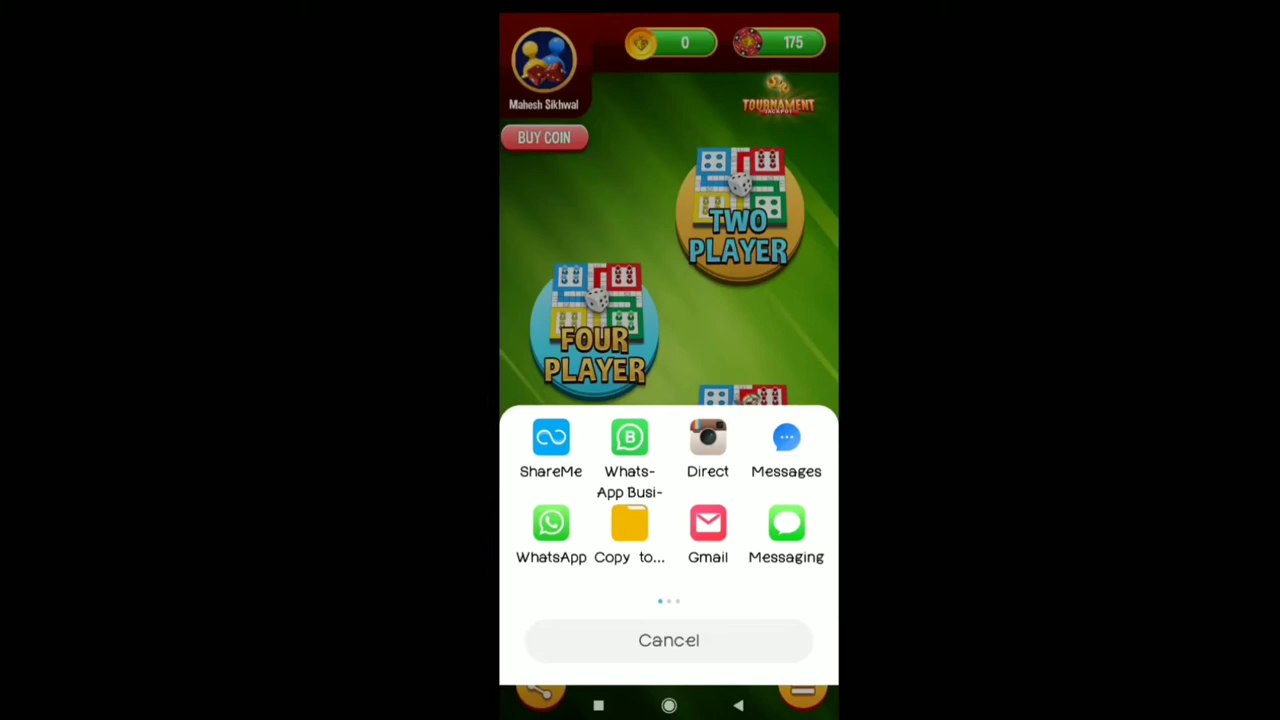 0
175
Mahesh Sikhwal
TOURNAMENT
JACKPOT
BUY COIN
TWO
PLAYER
FOUR
PLAYER
ShareMe
Whats-
App Busi-
Direct
Messages
WhatsApp
Copy to...
Gmail
Messaging
Cancel